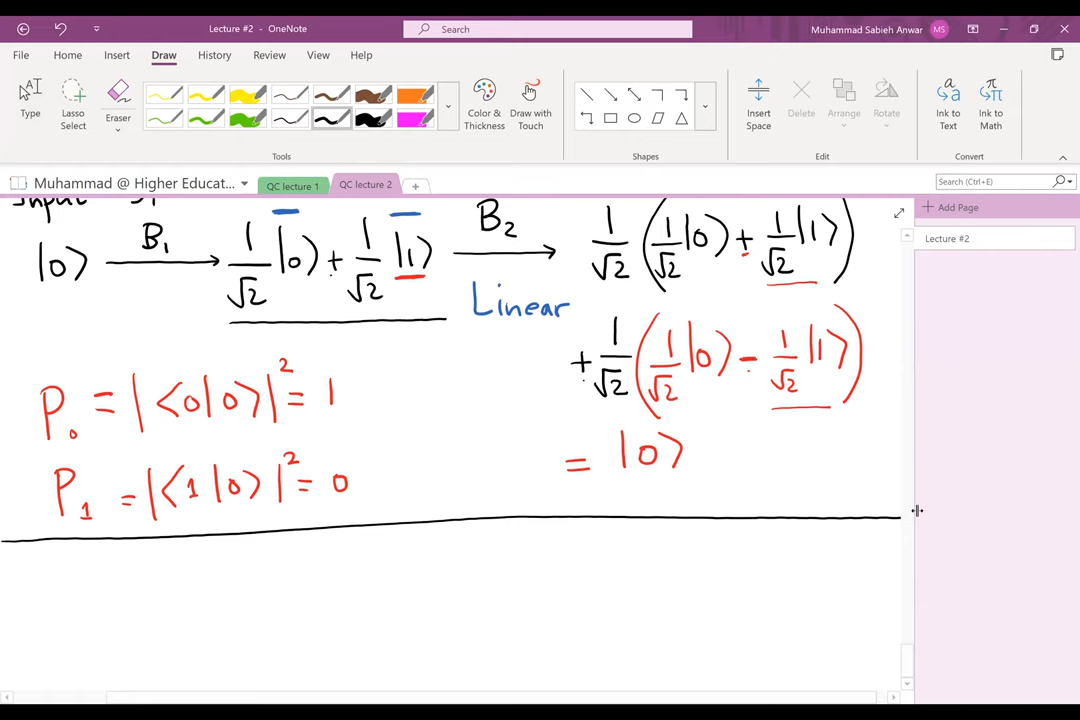 Lecture #2 - OneNote
Search
Muhammad Sabieh Anwar
MS
File Home Insert Draw History Review View Help
Type
Lasso Select
Eraser
Color & Thickness
Draw with Touch
Insert Space
Delete
Arrange
Rotate
Ink to Text
Ink to Math
Tools Shapes Edit Convert
Muhammad @ Higher Educat...
QC lecture 1
QC lecture 2
Search (Ctrl+E)
Add Page
Lecture #2
Input
|0⟩ B₁ → 1/√2 |0⟩ + 1/√2 |1⟩ B₂ → 1/√2 (1/√2 |0⟩ + 1/√2 |1⟩)
Linear
+ 1/√2 (1/√2 |0⟩ - 1/√2 |1⟩)
= |0⟩
P₀ = |<0|0>|² = 1
P₁ = |<1|0>|² = 0